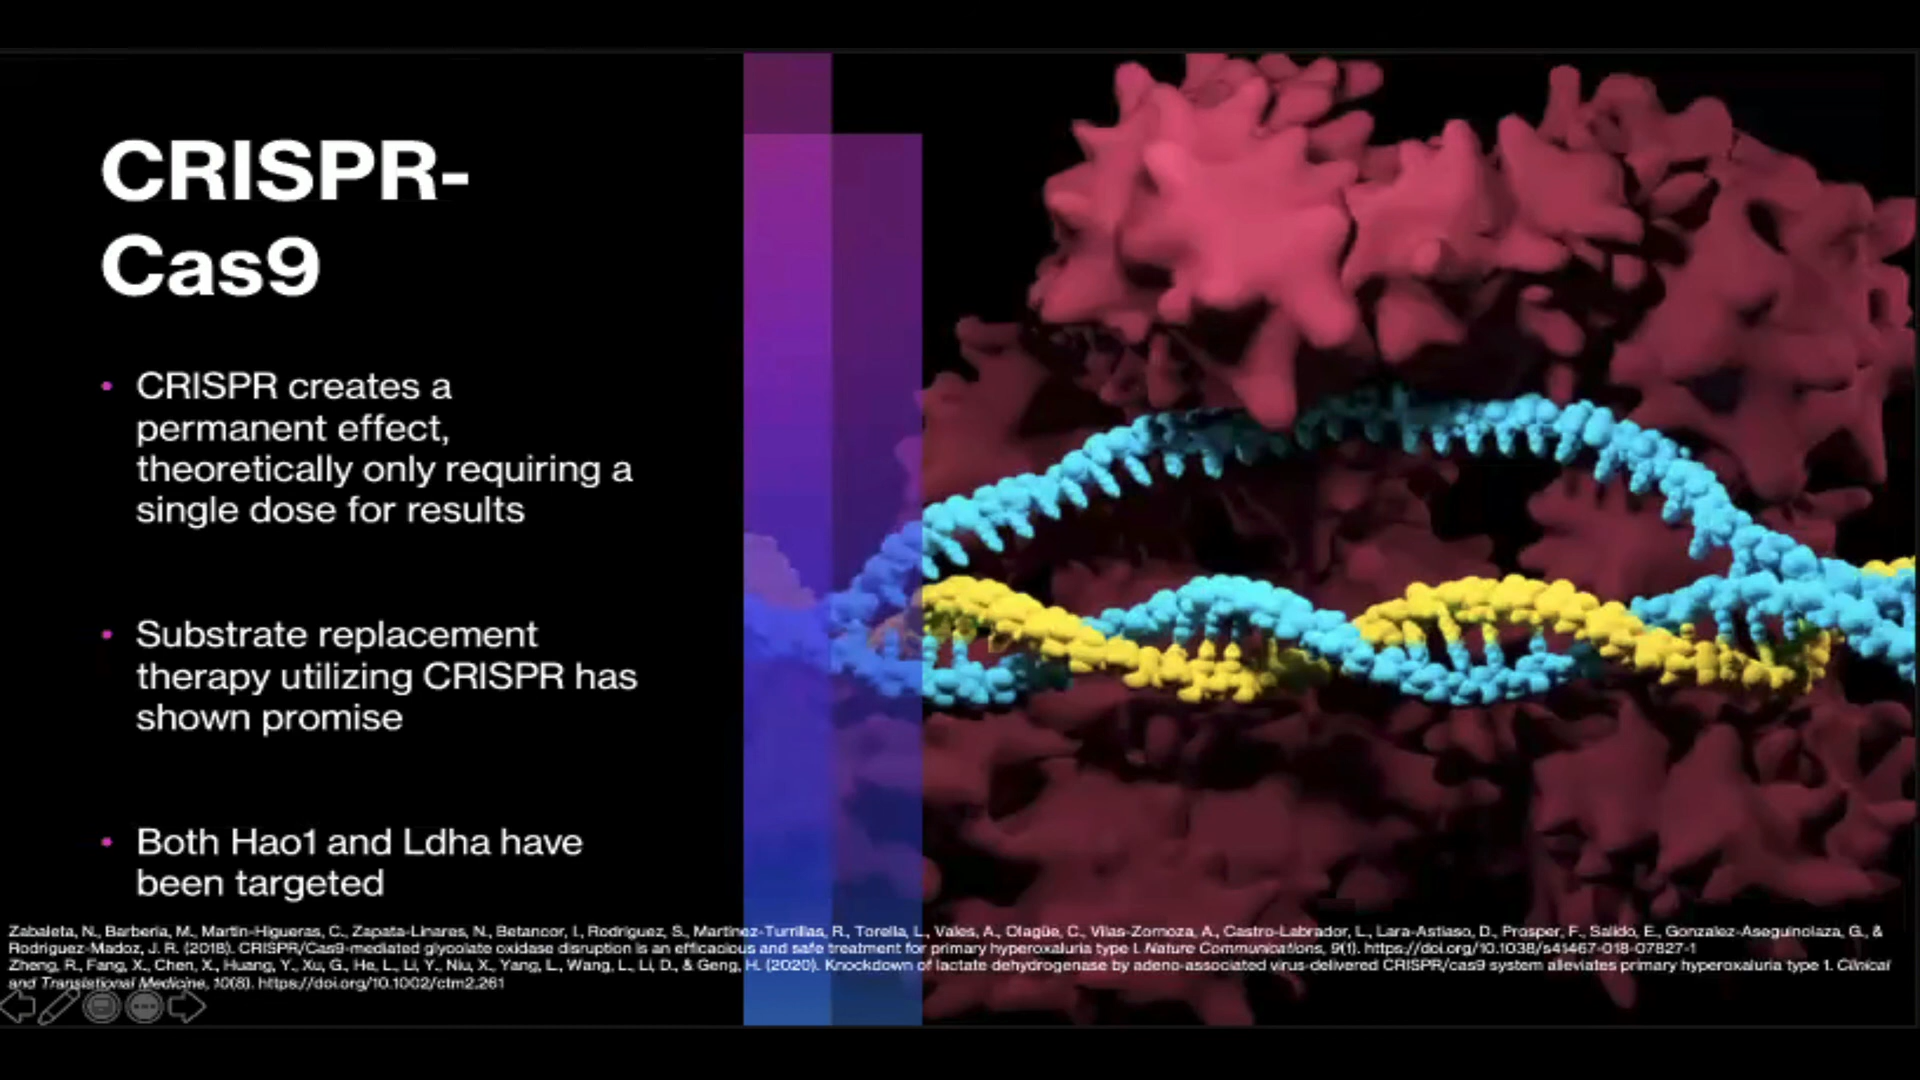 CRISPR-
Cas9
• CRISPR creates a
permanent effect,
theoretically only requiring a
single dose for results
• Substrate replacement
therapy utilizing CRISPR has
shown promise
• Both Hao1 and Ldha have
been targeted
Zabaleta, N., Barberia, M., Martin-Higueras, C., Zapata-Linares, N., Betancor, I., Rodriguez, S., Martinez-Turrillas, R., Torella, L., Vales, A., Olagüe, C., Vilas-Zornoza, A., Castro-Labrador, L., Lara-Astiaso, D., Prosper, F., Salido, E., Gonzalez-Aseguinolaza, G., &
Rodriguez-Madoz, J. R. (2018). CRISPR/Cas9-mediated glycolate oxidase disruption is an efficacious and safe treatment for primary hyperoxaluria type I. Nature Communications, 9(1). https://doi.org/10.1038/s41467-018-07827-1
Zheng, R., Fang, X., Chen, X., Huang, Y., Xu, G., He, L., Li, Y., Niu, X., Yang, L., Wang, L., Li, D., & Geng, H. (2020). Knockdown of lactate dehydrogenase by adeno-associated virus-delivered CRISPR/cas9 system alleviates primary hyperoxaluria type 1. Clinical
and Translational Medicine, 10(8). https://doi.org/10.1002/ctm2.261